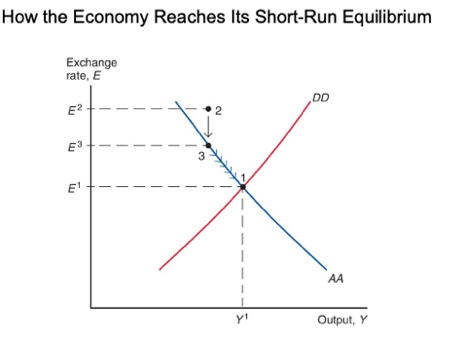 How the Economy Reaches Its Short-Run Equilibrium
Exchange
rate, E
DD
E²
2
E³
3
E¹
1
AA
Y¹
Output, Y